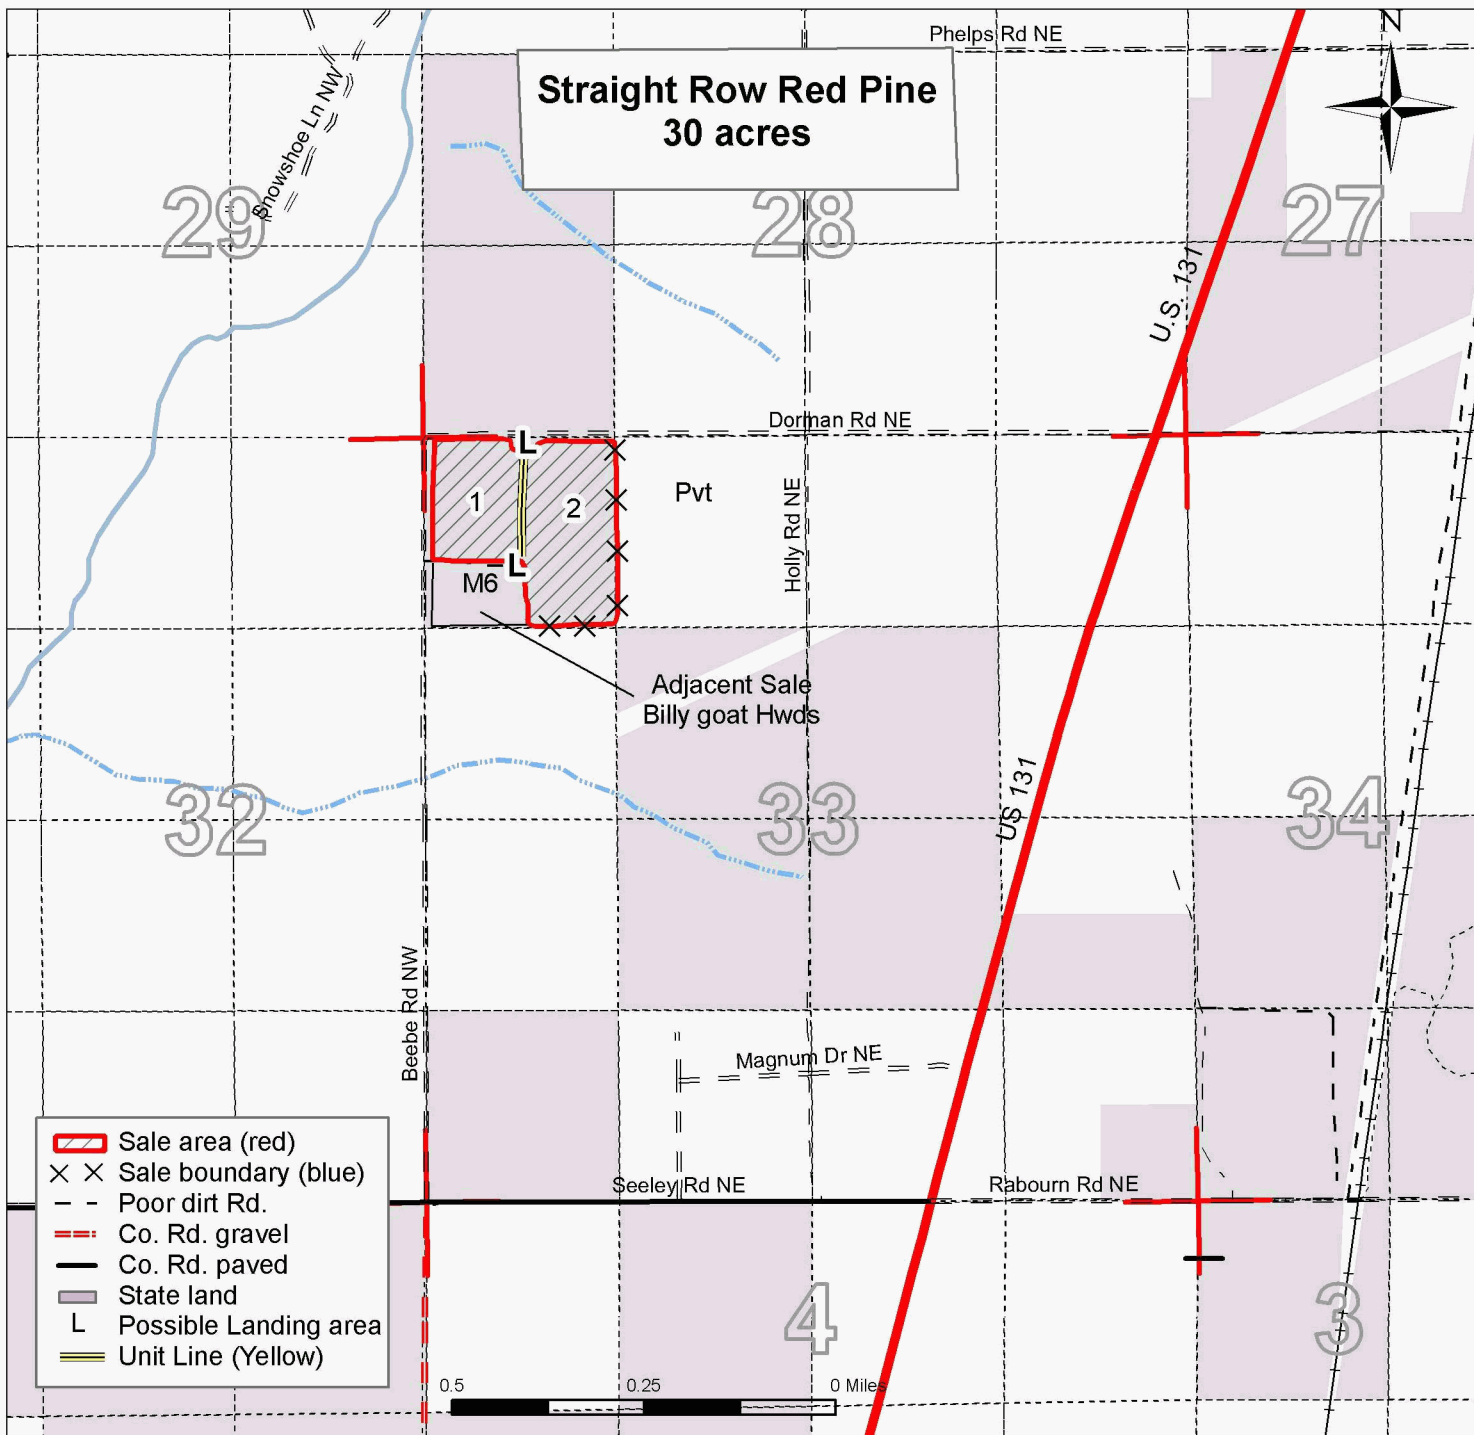 Phelps Rd NE
N
Straight Row Red Pine
30 acres
Snowshoe Ln NW
29
28
27
U.S. 131
Dorman Rd NE
L
1
2
Pvt
Holly Rd NE
L
M6
Adjacent Sale
Billy goat Hwds
US 131
32
33
34
Beebe Rd NW
Magnum Dr NE
Seeley Rd NE
Rabourn Rd NE
Sale area (red)
Sale boundary (blue)
Poor dirt Rd.
Co. Rd. gravel
Co. Rd. paved
State land
L Possible Landing area
Unit Line (Yellow)
4
3
0.5 0.25 0 Miles